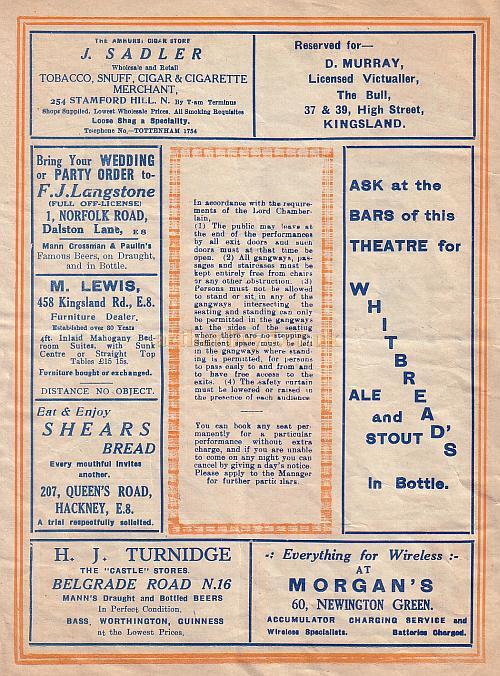 THE AMHURST CIGAR STORE
J. SADLER
Wholesale and Retail
TOBACCO, SNUFF, CIGAR & CIGARETTE
MERCHANT,
254 STAMFORD HILL, N. By T-am Terminus
Shops Supplied. Lowest Wholesale Prices. All Smoking Requisites
Loose Shag a Speciality.
Telephone No.—TOTTENHAM 1754
Reserved for—
D. MURRAY,
Licensed Victualler,
The Bull,
37 & 39, High Street,
KINGSLAND.
Bring Your WEDDING
or PARTY ORDER to-
F.J.Langstone
(FULL OFF-LICENSE)
1, NORFOLK ROAD,
Dalston Lane, E8
Mann Crossman & Paulin's
Famous Beers, on Draught,
and in Bottle.
M. LEWIS,
458 Kingsland Rd., E.8.
Furniture Dealer.
Established over 30 Years
4ft. Inlaid Mahogany Bed-
room Suites, with Sunk
Centre or Straight Top
Tables £15 15s.
Forniture bought or exchanged.
DISTANCE NO OBJECT.
Eat & Enjoy
SHEARS
BREAD
Every mouthful invites
another.
207, QUEEN'S ROAD,
HACKNEY, E.8.
A trial respectfully solicited.
In accordance with the require-
ments of the Lord Chamber-
lain,
(1) The public may leave at
the end of the performances
by all exit doors and such
doors must at that time be
open. (2) All gangways, pas-
sages and staircases must be
kept entirely free from chairs
or any other obstruction. (3)
Persons must not be allowed
to stand or sit in any of the
gangways intersecting the
seating and standing can only
be permitted in the gangways
at the sides of the seating
where there are no steppings.
Sufficient space must be left
in the gangways where stand-
ing is permitted, for persons
to pass easily to and from and
to have free access to the
exits. (4) The safety curtain
must be lowered or raised in
the presence of each audience
You can book any seat per-
manently for a particular
performance without extra
charge, and if you are unable
to come on any night you can
cancel by giving a day's notice.
Please apply to the Manager
for further particulars.
ASK at the
BARS of this
THEATRE for
WHITBREAD'S
ALE
and
STOUT
In Bottle.
H. J. TURNIDGE
THE "CASTLE" STORES.
BELGRADE ROAD N.16
MANN'S Draught and Bottled BEERS
In Perfect Condition.
BASS, WORTHINGTON, GUINNESS
at the Lowest Prices.
-: Everything for Wireless :-
AT
MORGAN'S
60, NEWINGTON GREEN.
ACCUMULATOR CHARGING SERVICE and
Wireless Specialists. Batteries Charged.